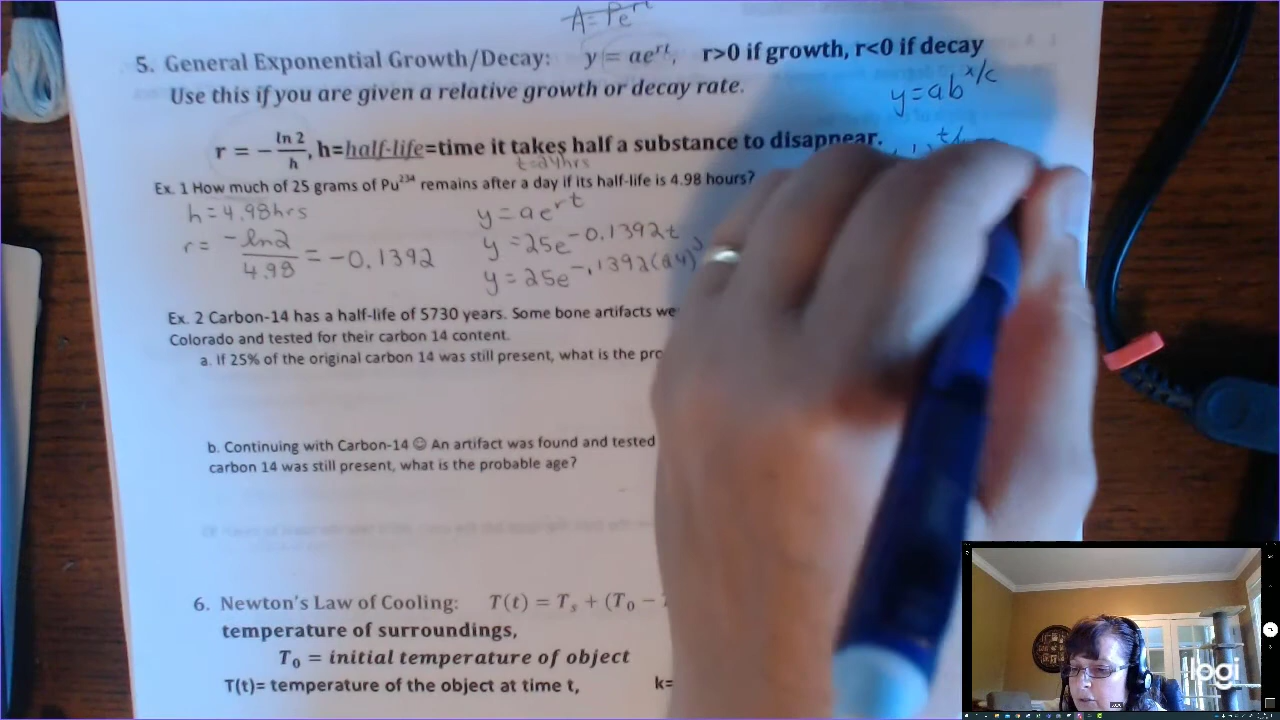 A=Pe^rt
5. General Exponential Growth/Decay: y = ae^rt, r>0 if growth, r<0 if decay
y=ab^x/c
Use this if you are given a relative growth or decay rate.
r = − ln 2 / h, h=half-life=time it takes half a substance to disappear.
t=24hrs
Ex. 1 How much of 25 grams of Pu²³⁴ remains after a day if its half-life is 4.98 hours?
h=4.98hrs
y=ae^rt
r= -ln2 / 4.98 = -0.1392
y=25e^-0.1392t
y=25e^-.1392(24)
Ex. 2 Carbon-14 has a half-life of 5730 years. Some bone artifacts we
Colorado and tested for their carbon 14 content.
a. If 25% of the original carbon 14 was still present, what is the pro
b. Continuing with Carbon-14 ☺ An artifact was found and tested
carbon 14 was still present, what is the probable age?
6. Newton's Law of Cooling: T(t) = Tₛ + (T₀ −
temperature of surroundings,
T₀ = initial temperature of object
T(t)= temperature of the object at time t, k=
logi